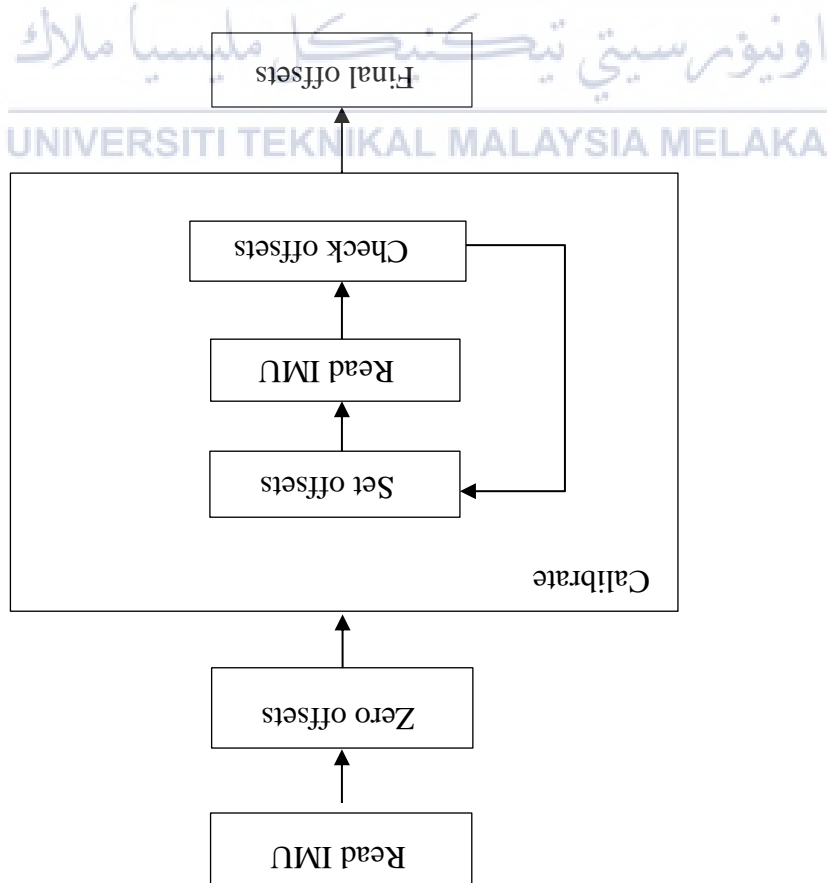 Read IMU
Zero offsets
Calibrate
Set offsets
Read IMU
Check offsets
Final offsets
اونيۏرسيتي تيكنيكل مليسيا ملاك
UNIVERSITI TEKNIKAL MALAYSIA MELAKA